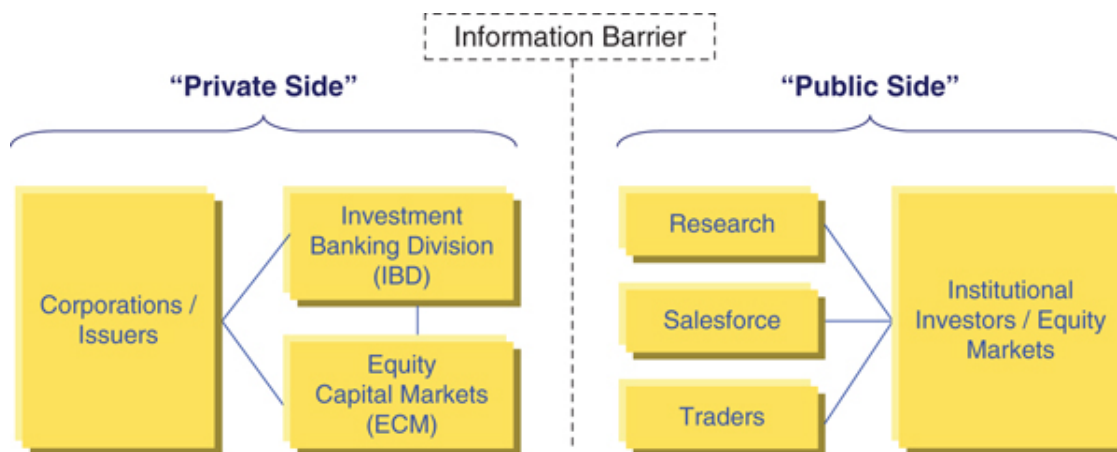 Information Barrier
“Private Side”
“Public Side”
Corporations /
Issuers
Investment
Banking Division
(IBD)
Equity
Capital Markets
(ECM)
Research
Salesforce
Traders
Institutional
Investors / Equity
Markets